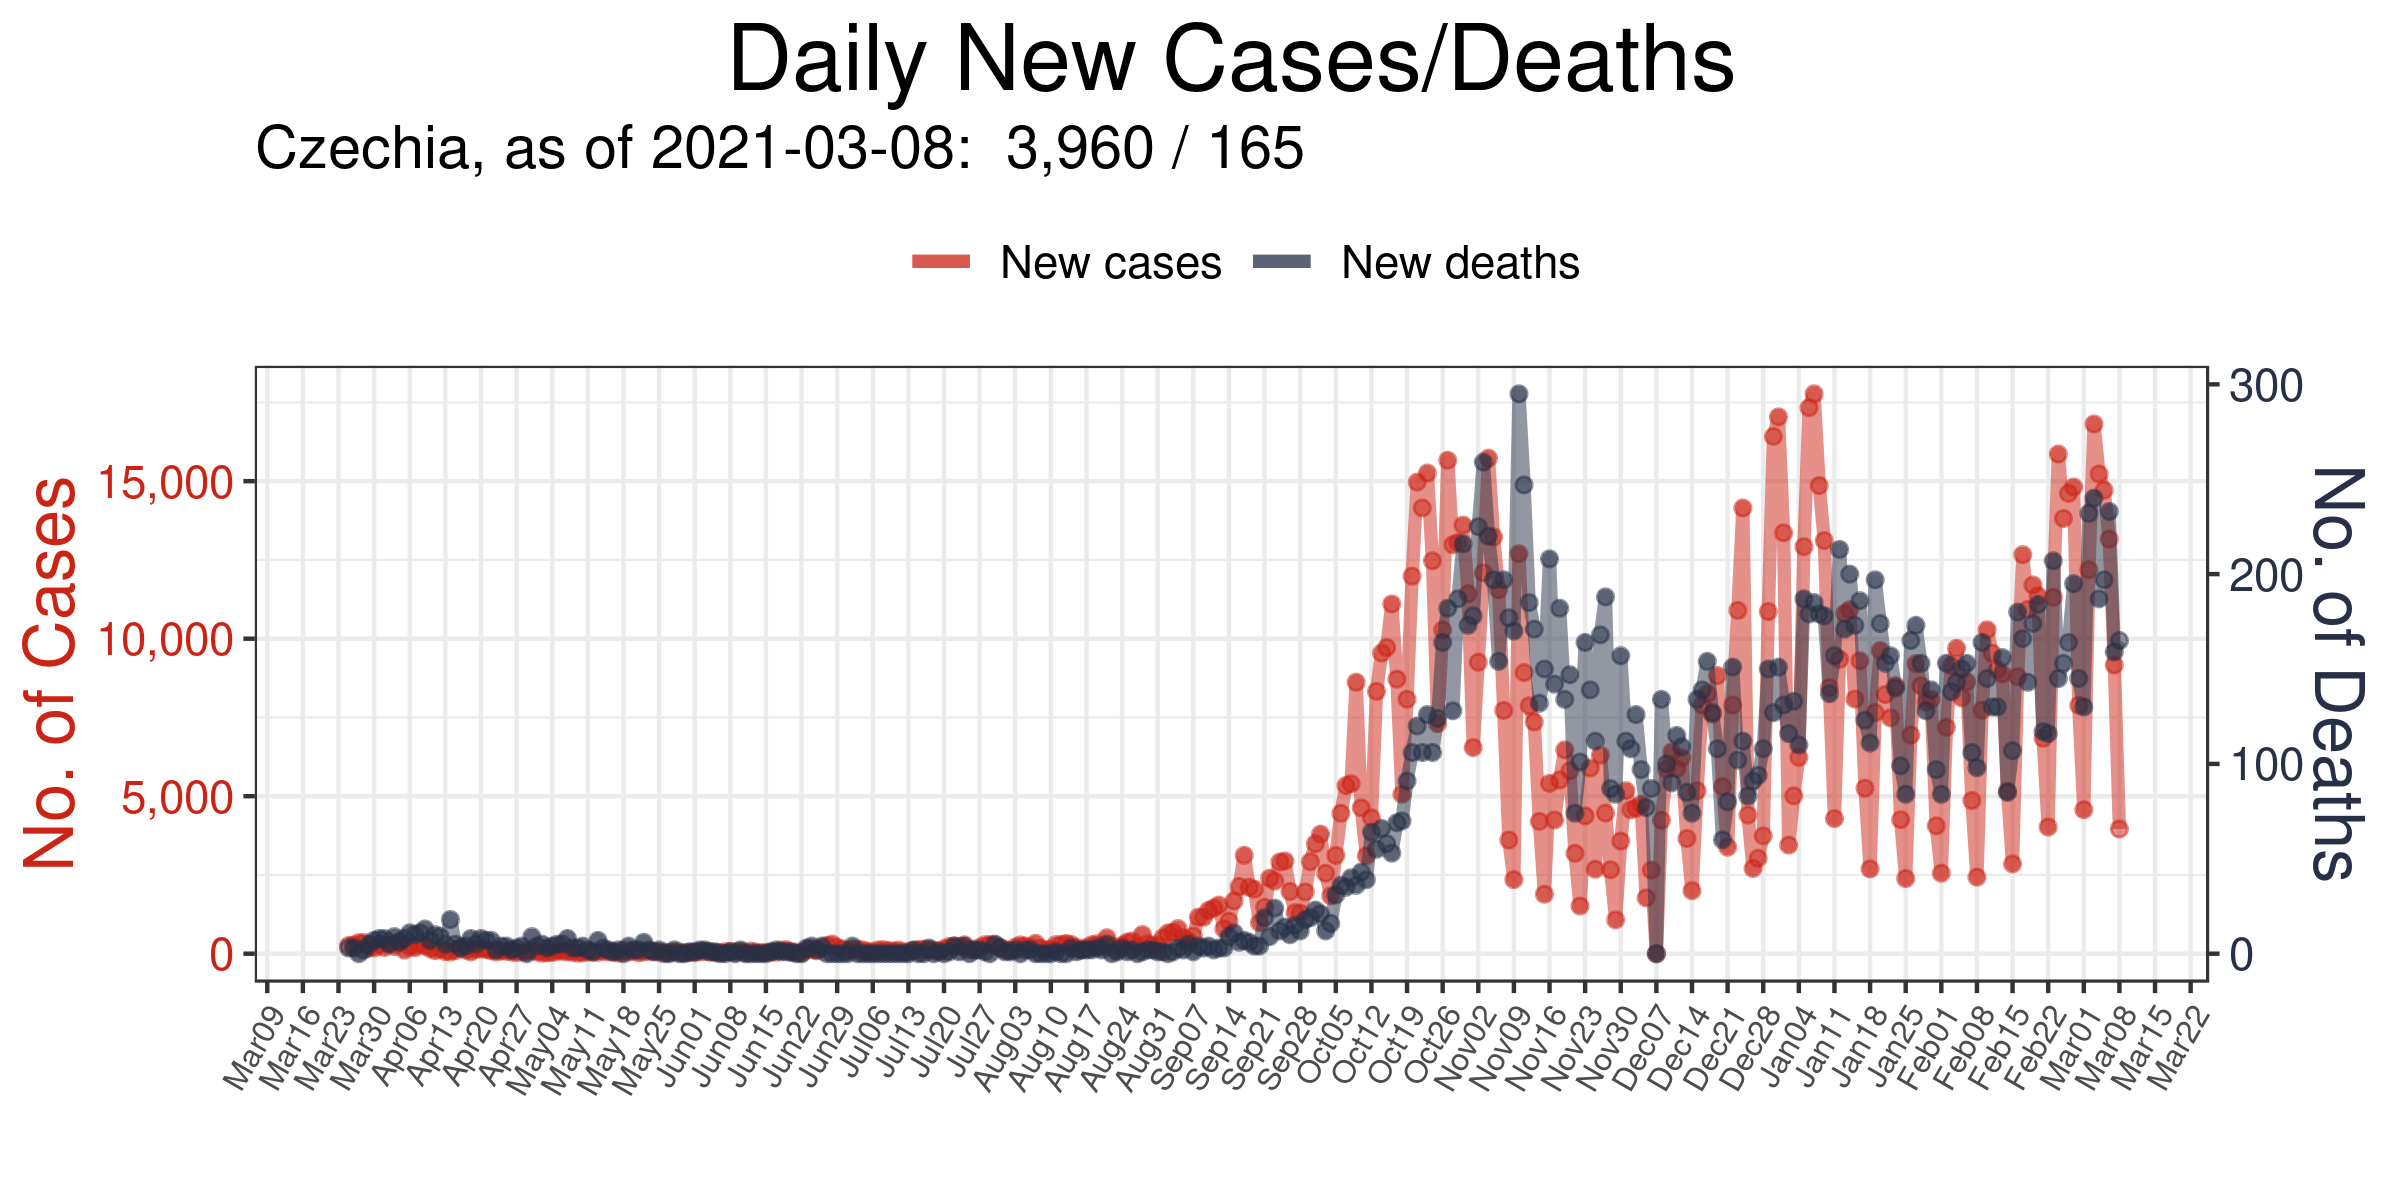 Daily New Cases/Deaths
Czechia, as of 2021-03-08:  3,960 / 165
New cases
New deaths
No. of Cases
15,000
10,000
5,000
0
300
200
100
0
No. of Deaths
Mar09
Mar16
Mar23
Mar30
Apr06
Apr13
Apr20
Apr27
May04
May11
May18
May25
Jun01
Jun08
Jun15
Jun22
Jun29
Jul06
Jul13
Jul20
Jul27
Aug03
Aug10
Aug17
Aug24
Aug31
Sep07
Sep14
Sep21
Sep28
Oct05
Oct12
Oct19
Oct26
Nov02
Nov09
Nov16
Nov23
Nov30
Dec07
Dec14
Dec21
Dec28
Jan04
Jan11
Jan18
Jan25
Feb01
Feb08
Feb15
Feb22
Mar01
Mar08
Mar15
Mar22